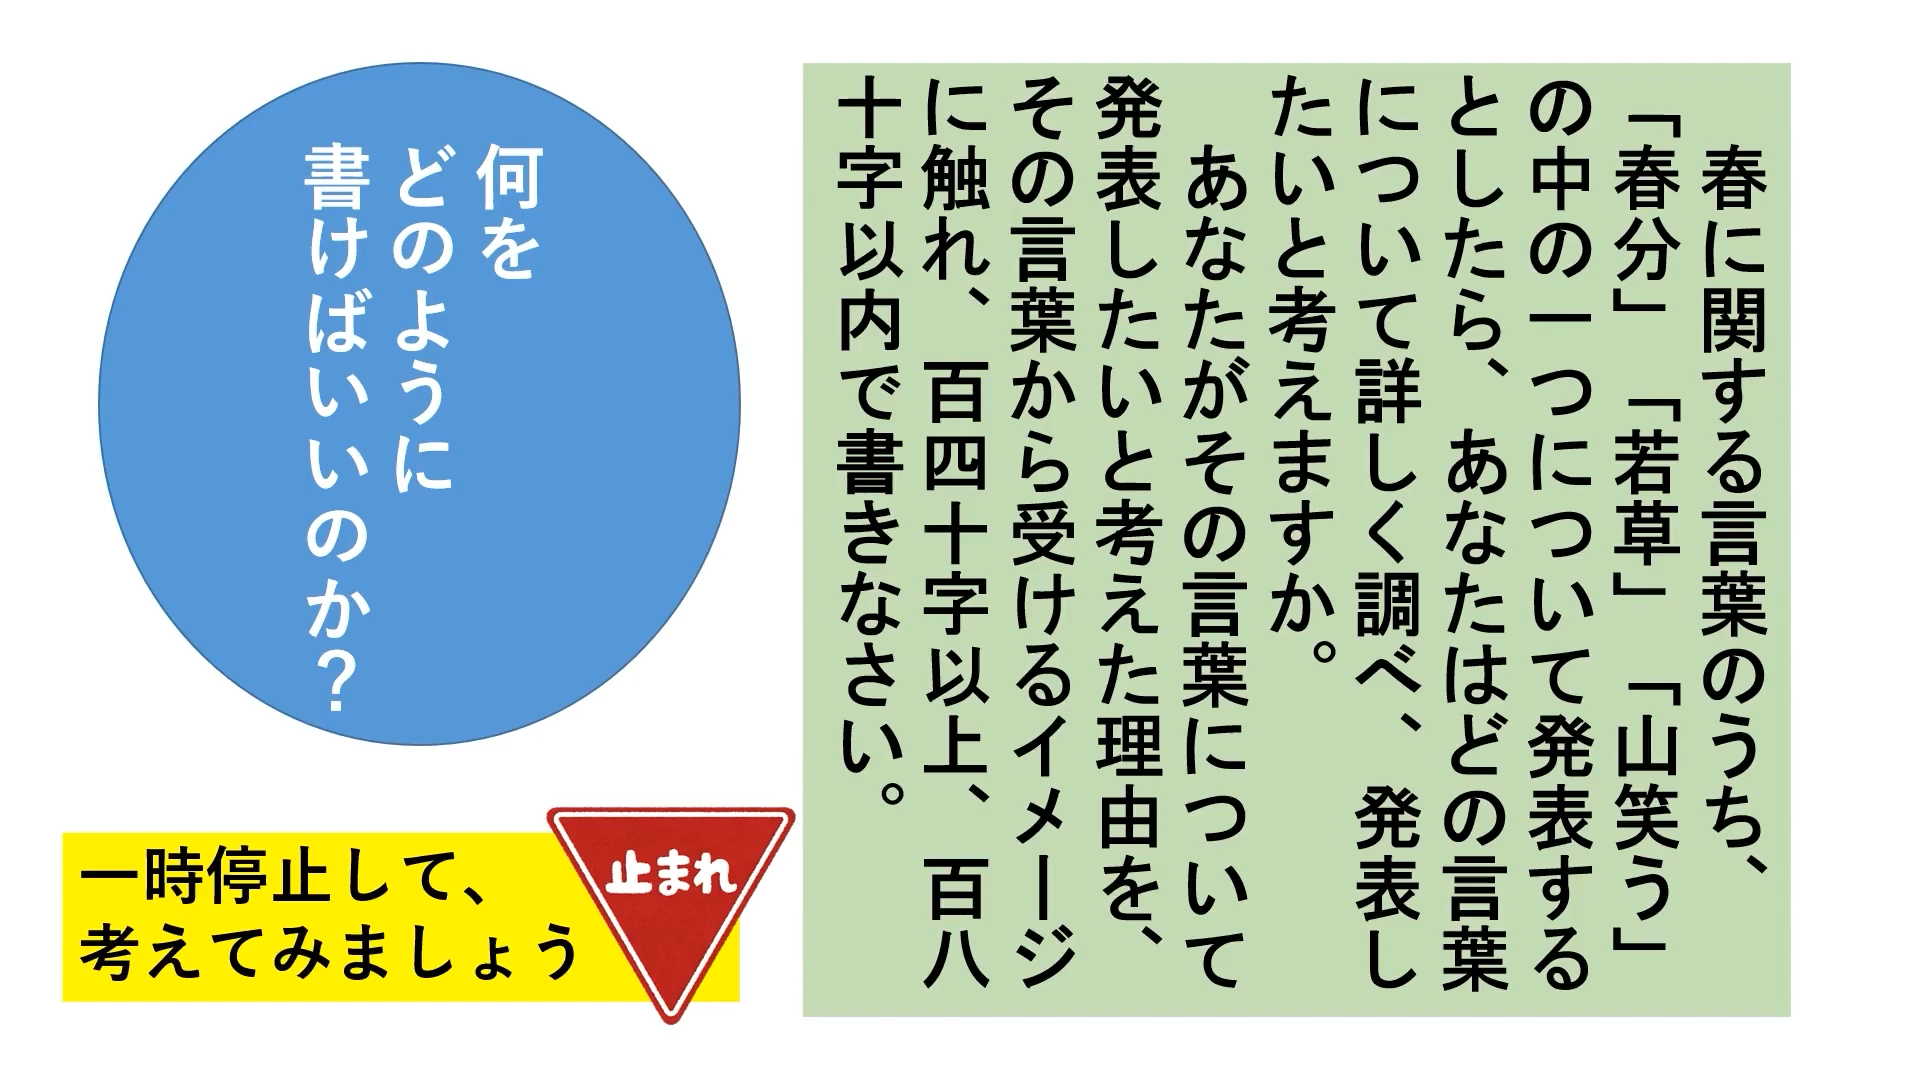 春に関する言葉のうち、
「春分」「若草」「山笑う」
の中の一つについて発表する
としたら、あなたはどの言葉
について詳しく調べ、発表し
たいと考えますか。
あなたがその言葉について
発表したいと考えた理由を、
その言葉から受けるイメージ
に触れ、百四十字以上、百八
十字以内で書きなさい。
何を
どのように
書けばいいのか？
一時停止して、
考えてみましょう
止まれ